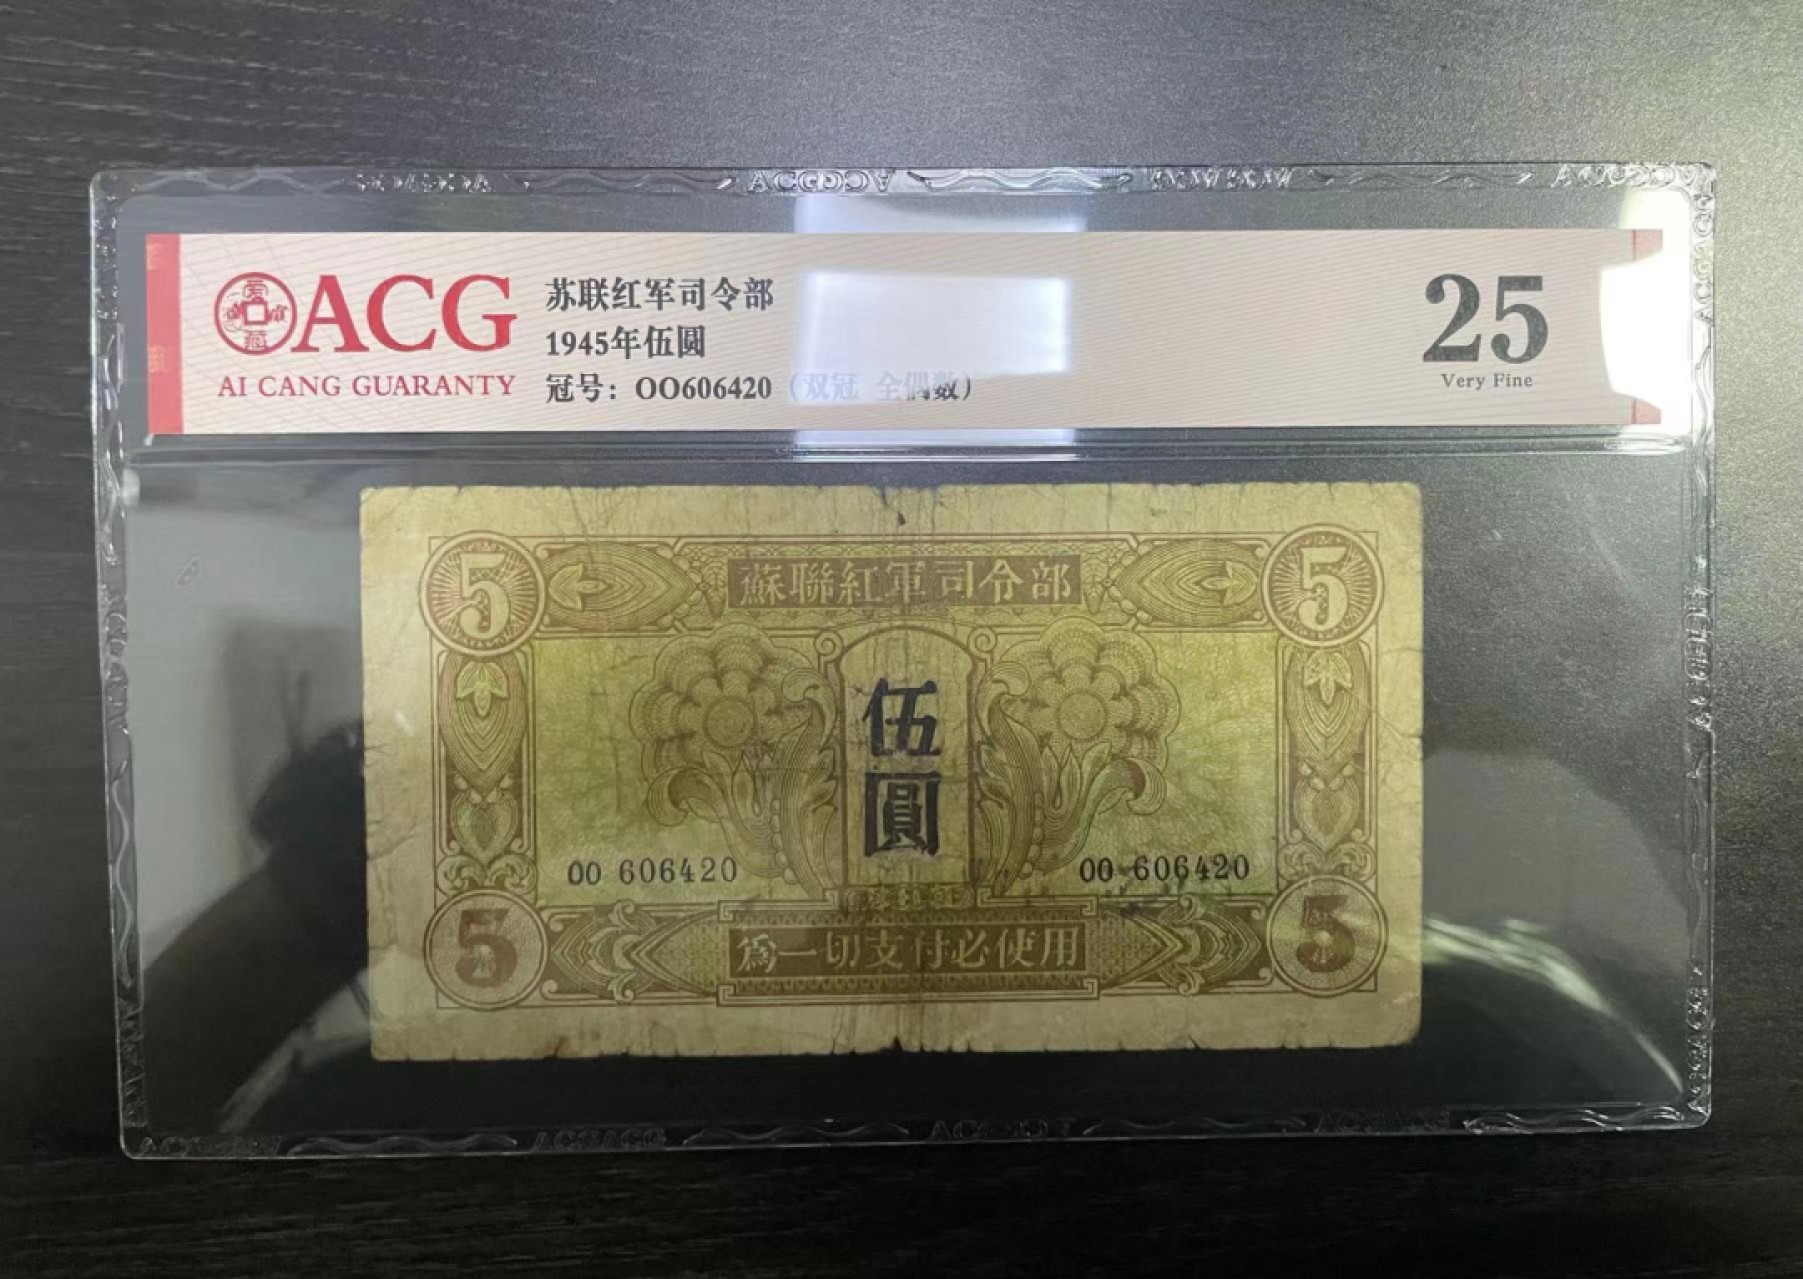 ACG
AI CANG GUARANTY
苏联红军司令部
1945年伍圆
冠号：OO606420（双冠 全偶数）
25
Very Fine
5
蘇聯紅軍司令部
5
伍圓
OO 606420
OO 606420
5
爲一切支付必使用
5